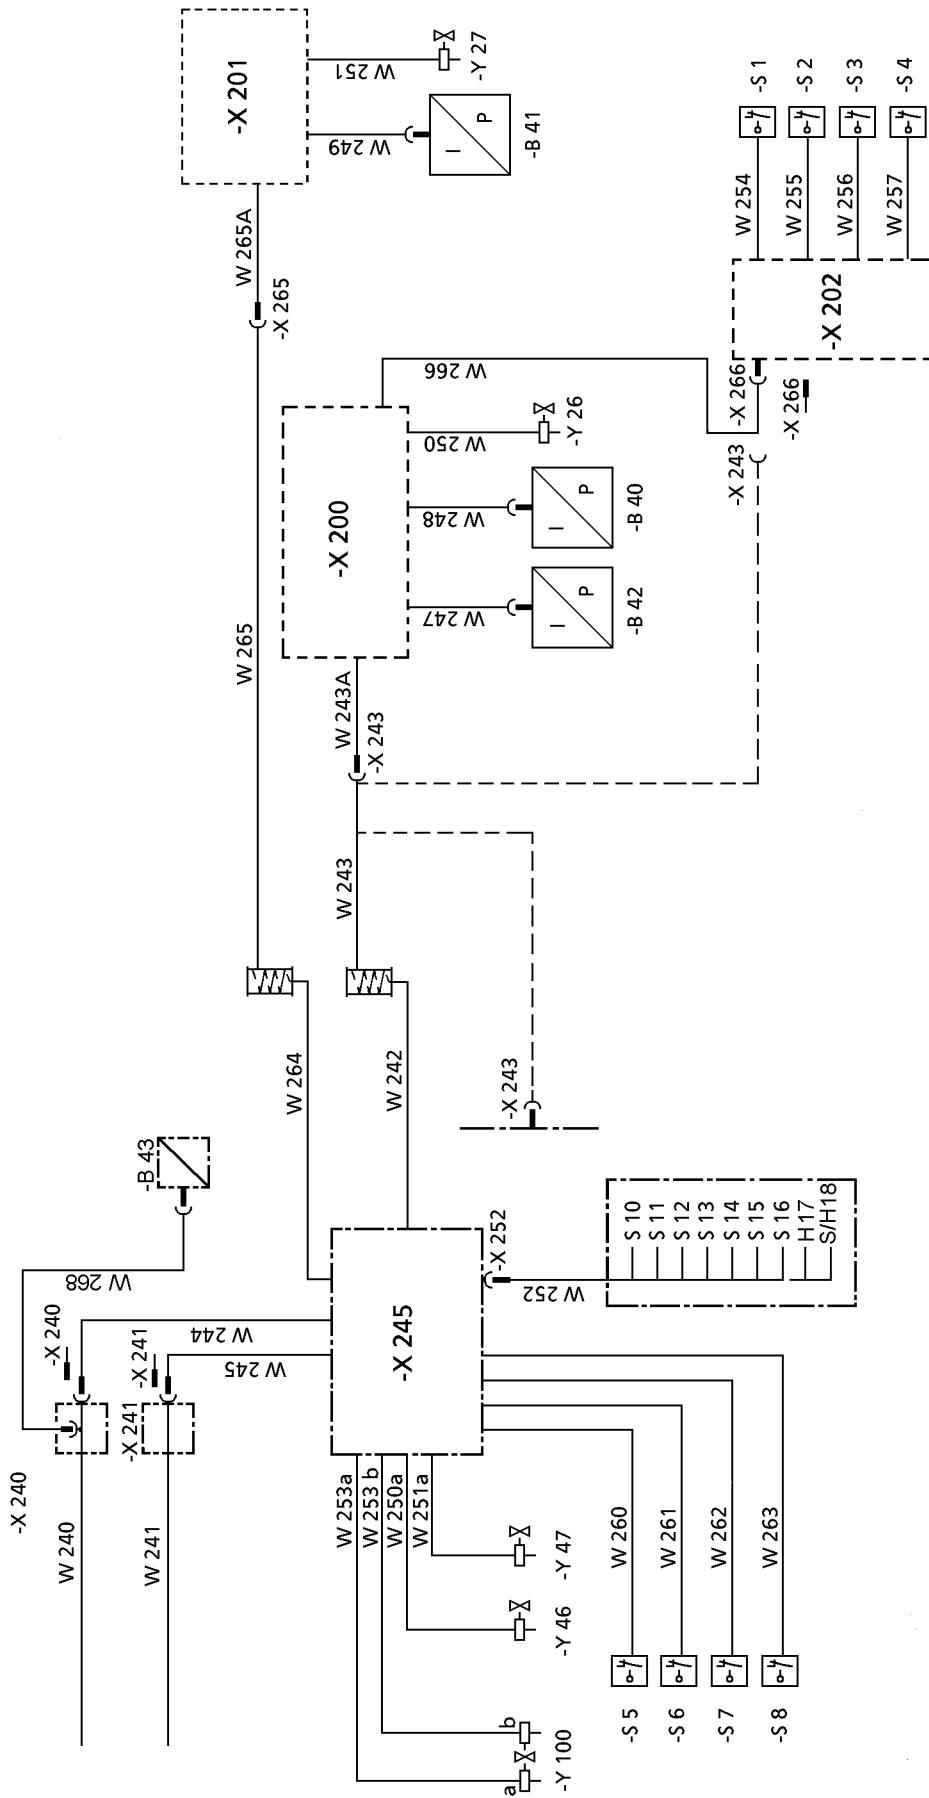 -X 201
W 251
-Y 27
W 249
I
P
-B 41
W 265A
-X 265
W 265
-S 1
-S 2
-S 3
-S 4
W 254
W 255
W 256
W 257
-X 202
-X 266
-X 266
-X 243
W 266
-X 200
W 250
-Y 26
W 248
I
P
-B 40
W 247
I
P
-B 42
W 243A
-X 243
W 243
W 264
W 242
-X 243
-B 43
W 268
-X 240
W 244
-X 241
W 245
-X 241
-X 240
W 240
W 241
-X 245
-X 252
W 252
S 10
S 11
S 12
S 13
S 14
S 15
S 16
H 17
S/H18
W 253a
W 253 b
W 250a
W 251a
-Y 47
-Y 46
a
b
-Y 100
W 260
W 261
W 262
W 263
-S 5
-S 6
-S 7
-S 8